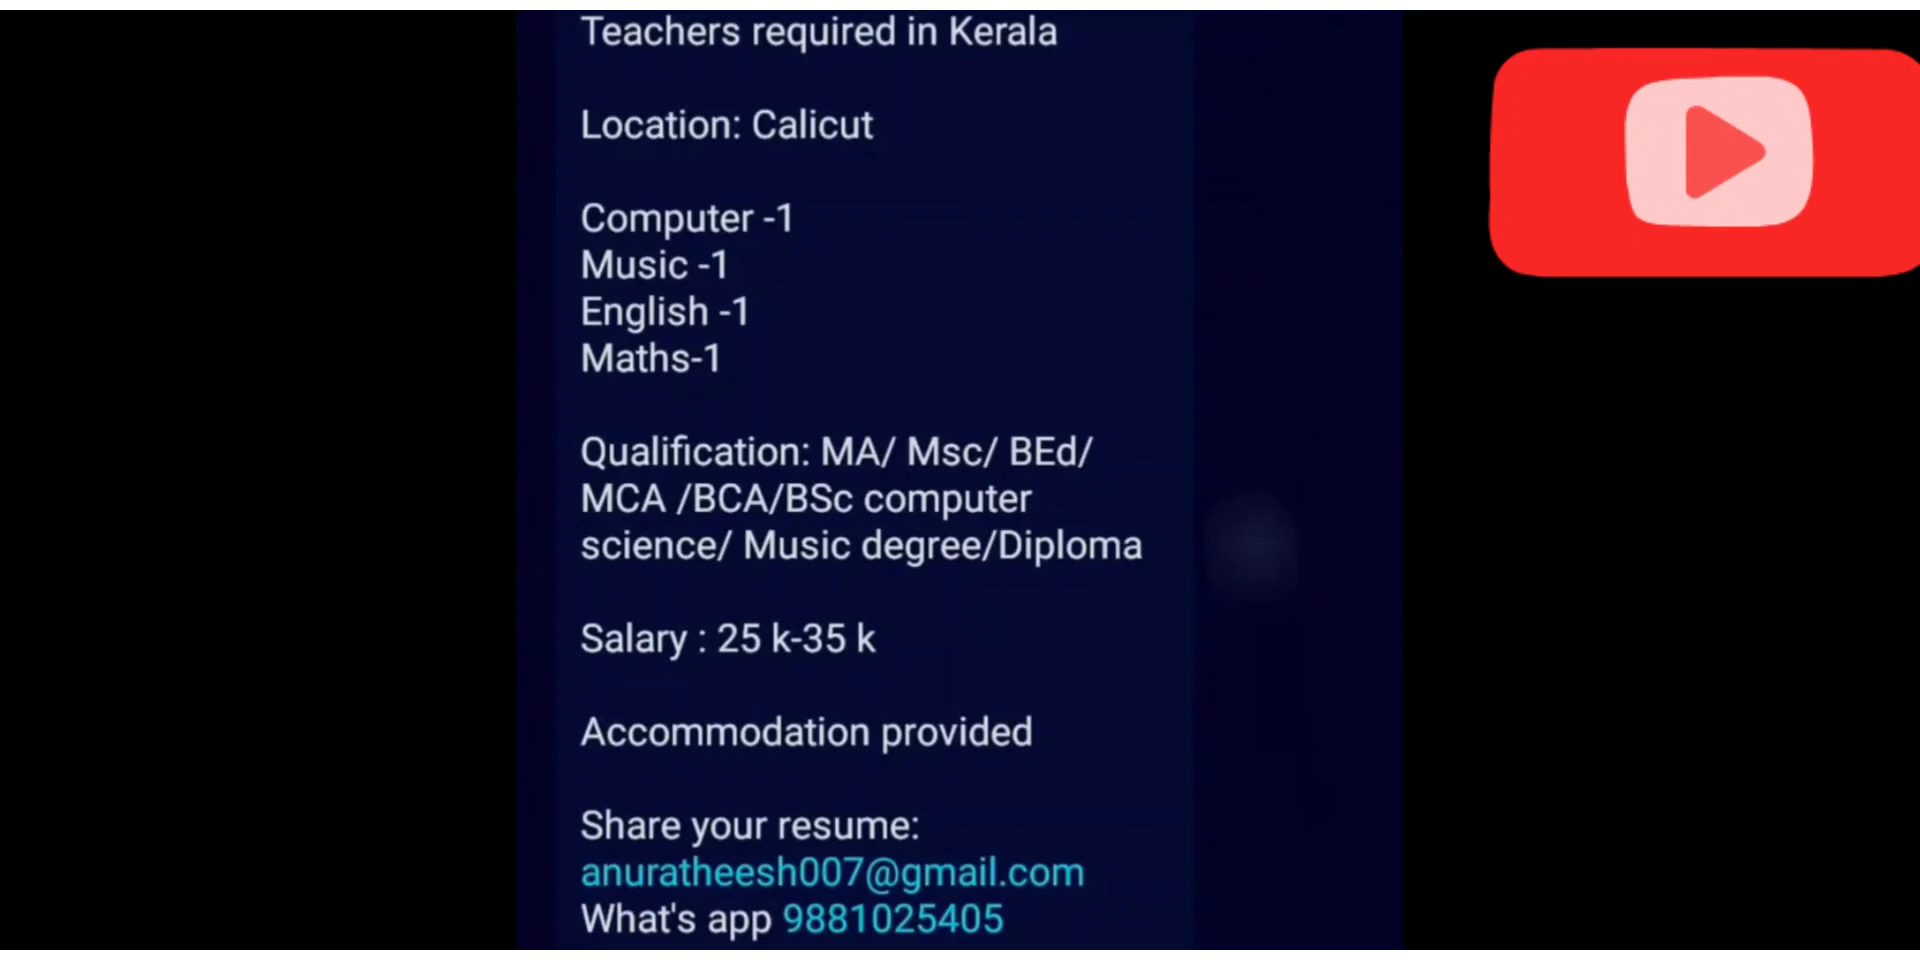 Teachers required in Kerala
Location: Calicut
Computer -1
Music -1
English -1
Maths-1
Qualification: MA/ Msc/ BEd/
MCA /BCA/BSc computer
science/ Music degree/Diploma
Salary : 25 k-35 k
Accommodation provided
Share your resume:
anuratheesh007@gmail.com
What's app 9881025405